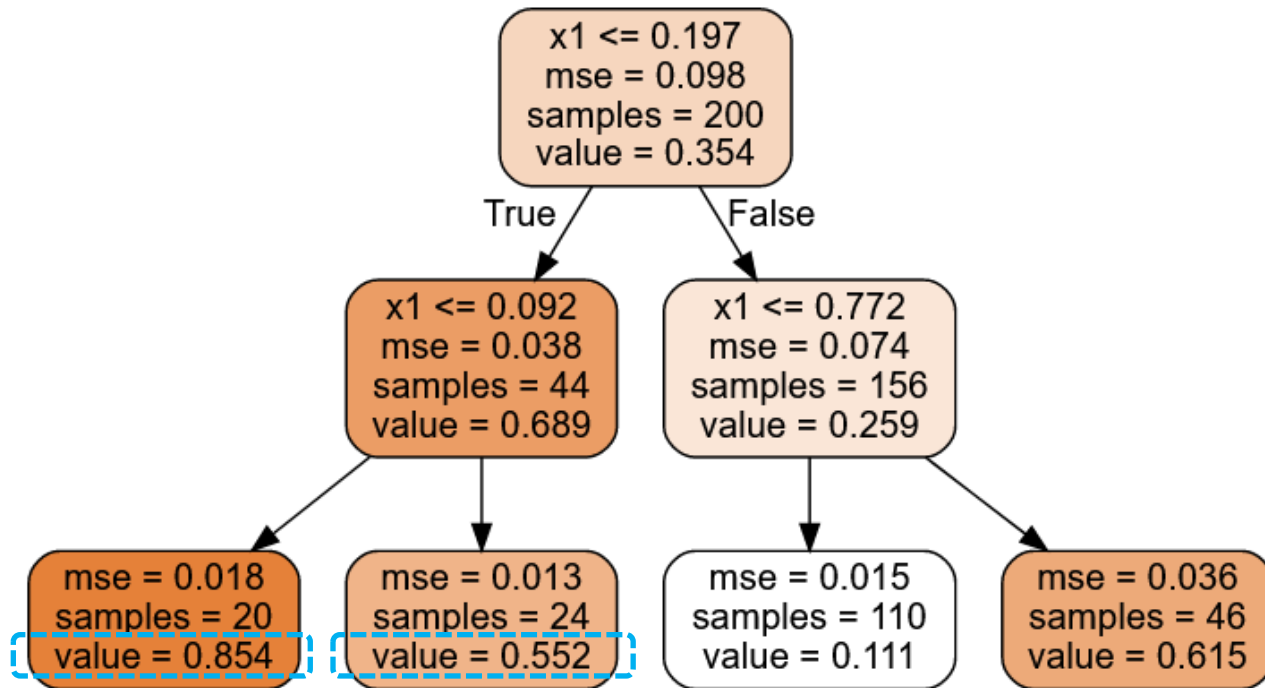 x1 <= 0.197
mse = 0.098
samples = 200
value = 0.354
True
False
x1 <= 0.092
mse = 0.038
samples = 44
value = 0.689
x1 <= 0.772
mse = 0.074
samples = 156
value = 0.259
mse = 0.018
samples = 20
value = 0.854
mse = 0.013
samples = 24
value = 0.552
mse = 0.015
samples = 110
value = 0.111
mse = 0.036
samples = 46
value = 0.615